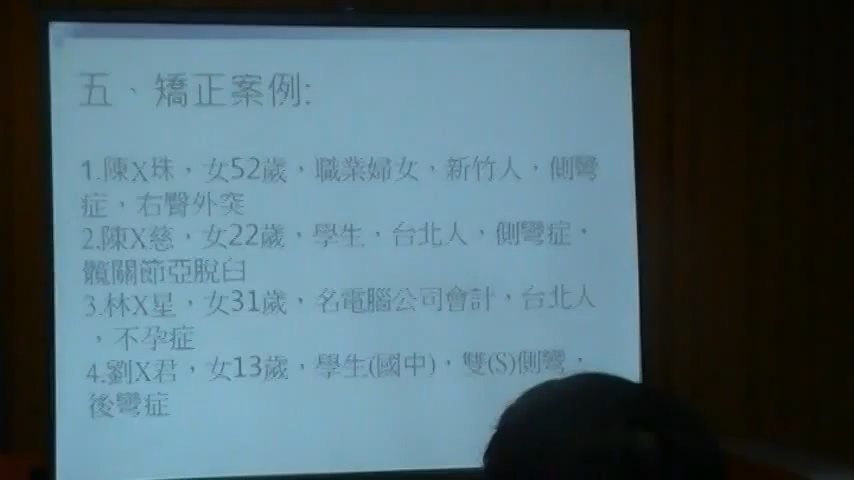 五、矯正案例:
1.陳X珠，女52歲，職業婦女，新竹人，側彎
症，右臀外突
2.陳X慈，女22歲，學生，台北人，側彎症，
髖關節亞脫臼
3.林X星，女31歲，名電腦公司會計，台北人
，不孕症
4.劉X君，女13歲，學生(國中)，雙(S)側彎，
後彎症